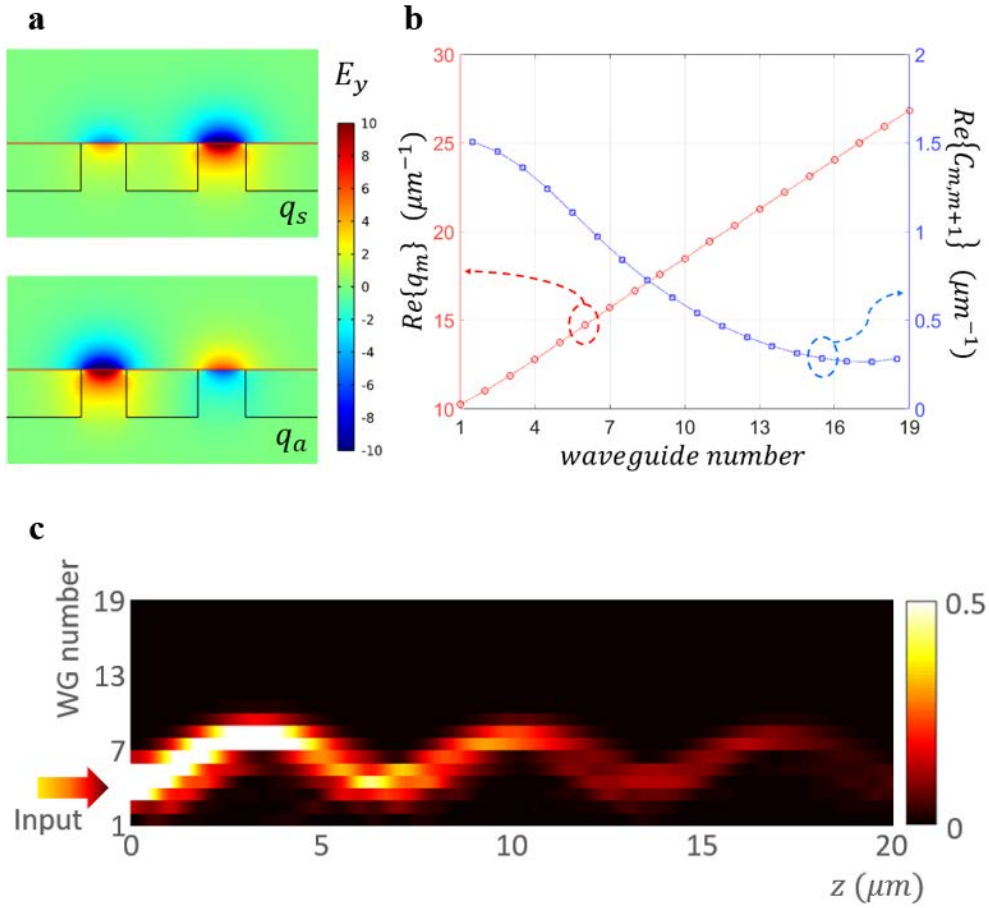 a
E_y
q_s
q_a
10
8
6
4
2
0
-2
-4
-6
-8
-10
b
30
25
20
15
10
Re{q_m} (μm⁻¹)
2
1.5
1
0.5
0
Re{C_{m,m+1}} (μm⁻¹)
1 4 7 10 13 16 19
waveguide number
c
WG number
19
13
7
1
Input
0 5 10 15 20
z (μm)
0.5
0